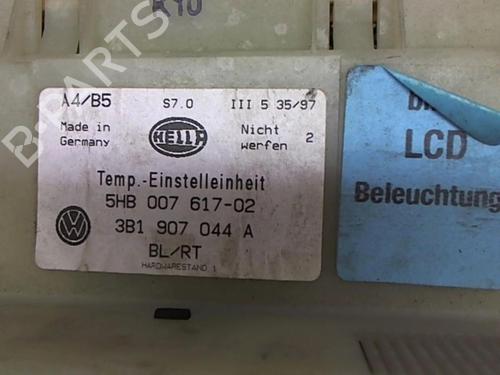 A4/B5 S7.0 III 5 35/97
Made in Germany
HELLA
Nicht werfen 2
Temp.-Einstelleinheit
5HB 007 617-02
3B1 907 044 A
BL/RT
HARDWARESTAND 1
LCD
Beleuchtung
B-PARTS